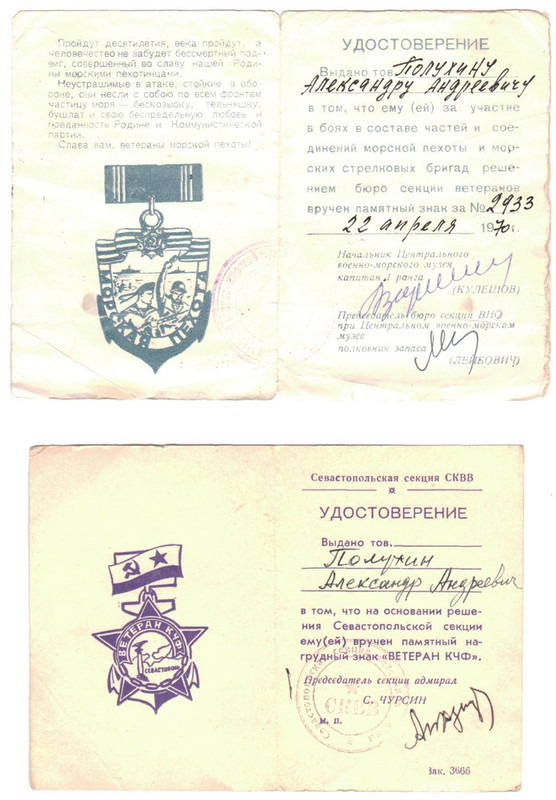 Пройдут десятилетия, века пройдут, а
человечество не забудет бессмертный под-
виг, совершенный во славу нашей Роди-
ны морскими пехотинцами.
Неустрашимые в атаке, стойкие в обо-
роне, они несли с собою по всем фронтам
частицу моря — бескозырку, тельняшку,
бушлат и свою беспредельную любовь и
преданность Родине и Коммунистической
партии.
Слава вам, ветераны морской пехоты!
МОРСКАЯ ПЕХОТА
УДОСТОВЕРЕНИЕ
Выдано тов. Полухину
Александру Андреевичу
в том, что ему (ей) за участие
в боях в составе частей и сое-
динений морской пехоты и мор-
ских стрелковых бригад реше-
нием бюро секции ветеранов
вручен памятный знак за № 2933
22 апреля 1970 г.
Начальник Центрального
военно-морского музея
капитан 1 ранга
(КУЛЕШОВ)
Председатель бюро секции ВНО
при Центральном военно-морском
музее
полковник запаса
(ЛЕЙБОВИЧ)
ВЕТЕРАН КЧФ
СЕВАСТОПОЛЬ
Севастопольская секция СКВВ
УДОСТОВЕРЕНИЕ
Выдано тов.
Полухин
Александр Андреевич
в том, что на основании реше-
ния Севастопольской секции
ему(ей) вручен памятный на-
грудный знак «ВЕТЕРАН КЧФ».
Председатель секции адмирал
С. ЧУРСИН
СКВВ
м. п.
Зак. 3666